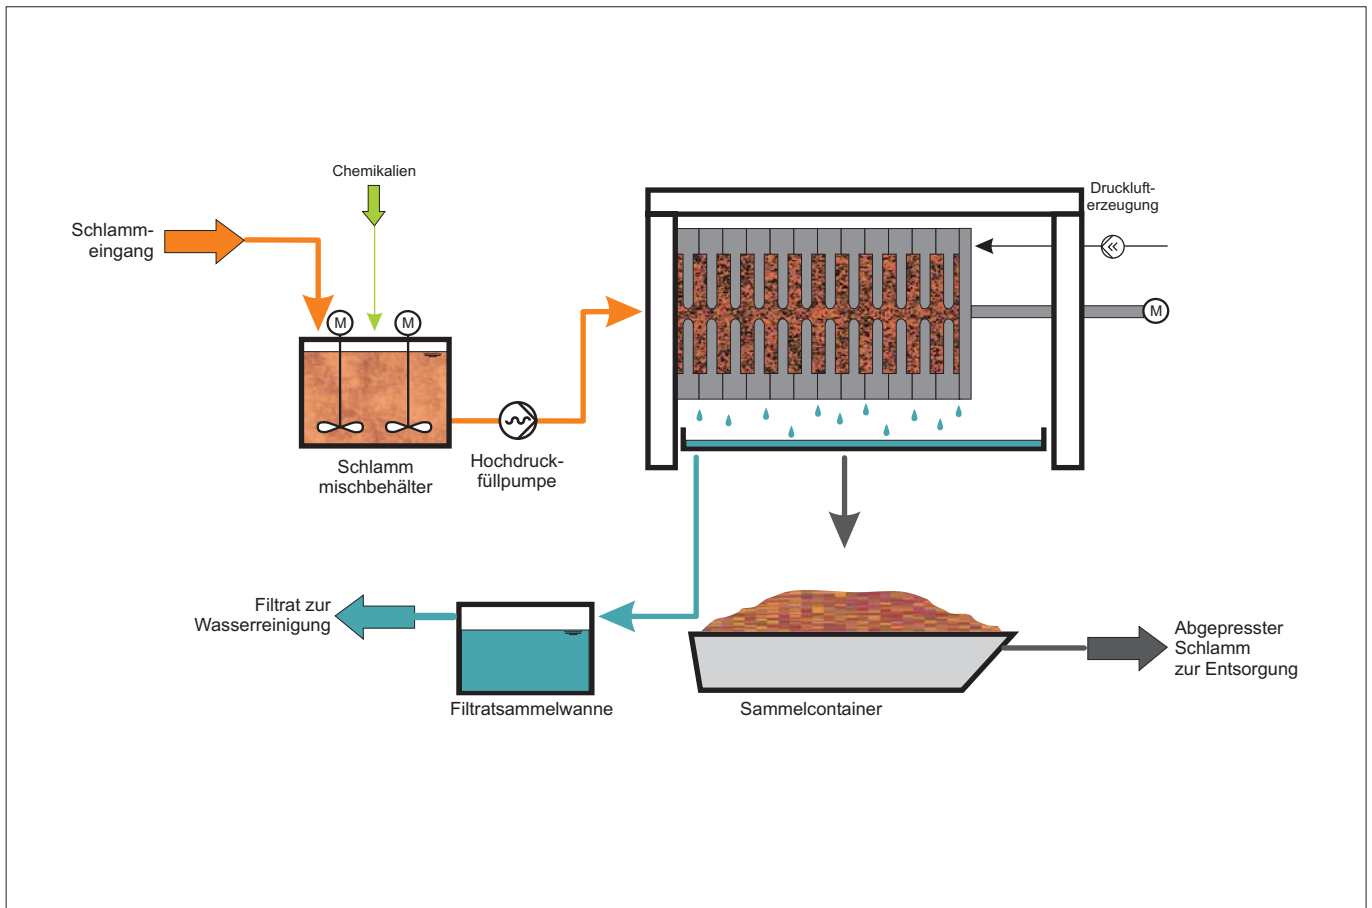 Chemikalien
Druckluft-
erzeugung
Schlamm-
eingang
M
M
M
Schlamm
mischbehälter
Hochdruck-
füllpumpe
Filtrat zur
Wasserreinigung
Abgepresster
Schlamm
zur Entsorgung
Filtratsammelwanne
Sammelcontainer